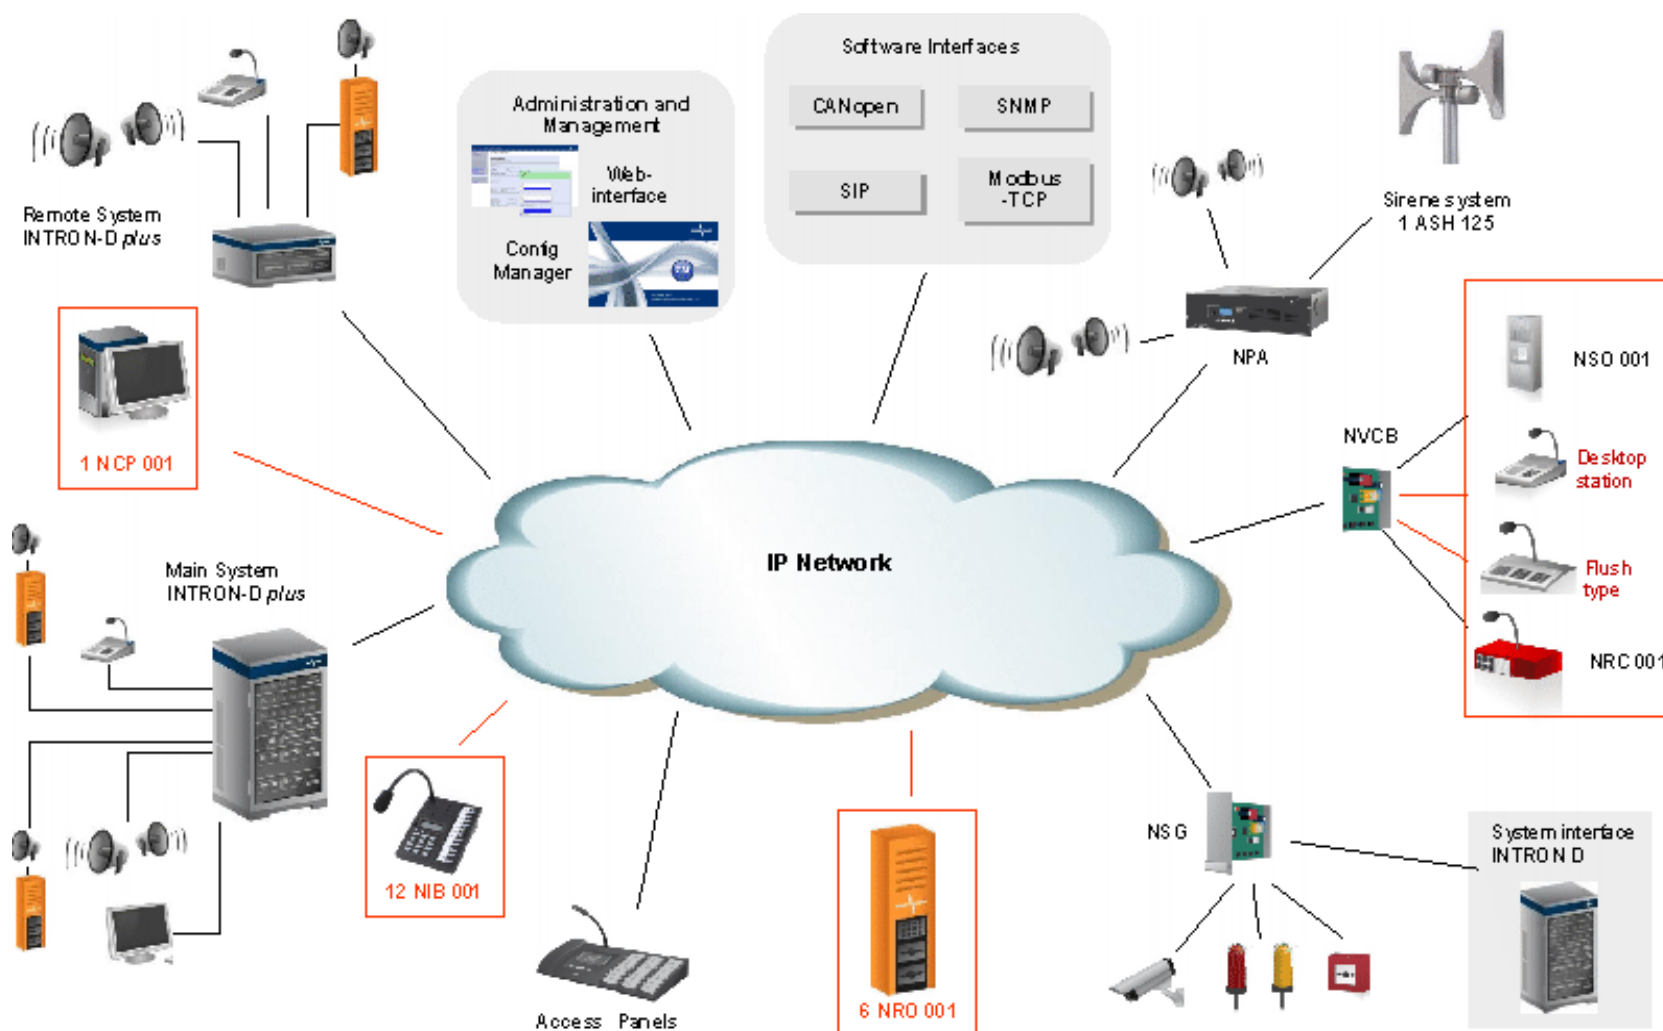 Software Interfaces
CANopen
SNMP
SIP
Modbus
-TCP
Administration and
Management
Web-
interface
Config
Manager
Remote System
INTRON-D plus
Sirene system
1 ASH 125
NPA
1 NCP 001
NSO 001
NVCB
Desktop
station
Flush
type
NRC 001
IP Network
Main System
INTRON-D plus
12 NIB 001
Access Panels
6 NRO 001
NSG
System interface
INTRON D